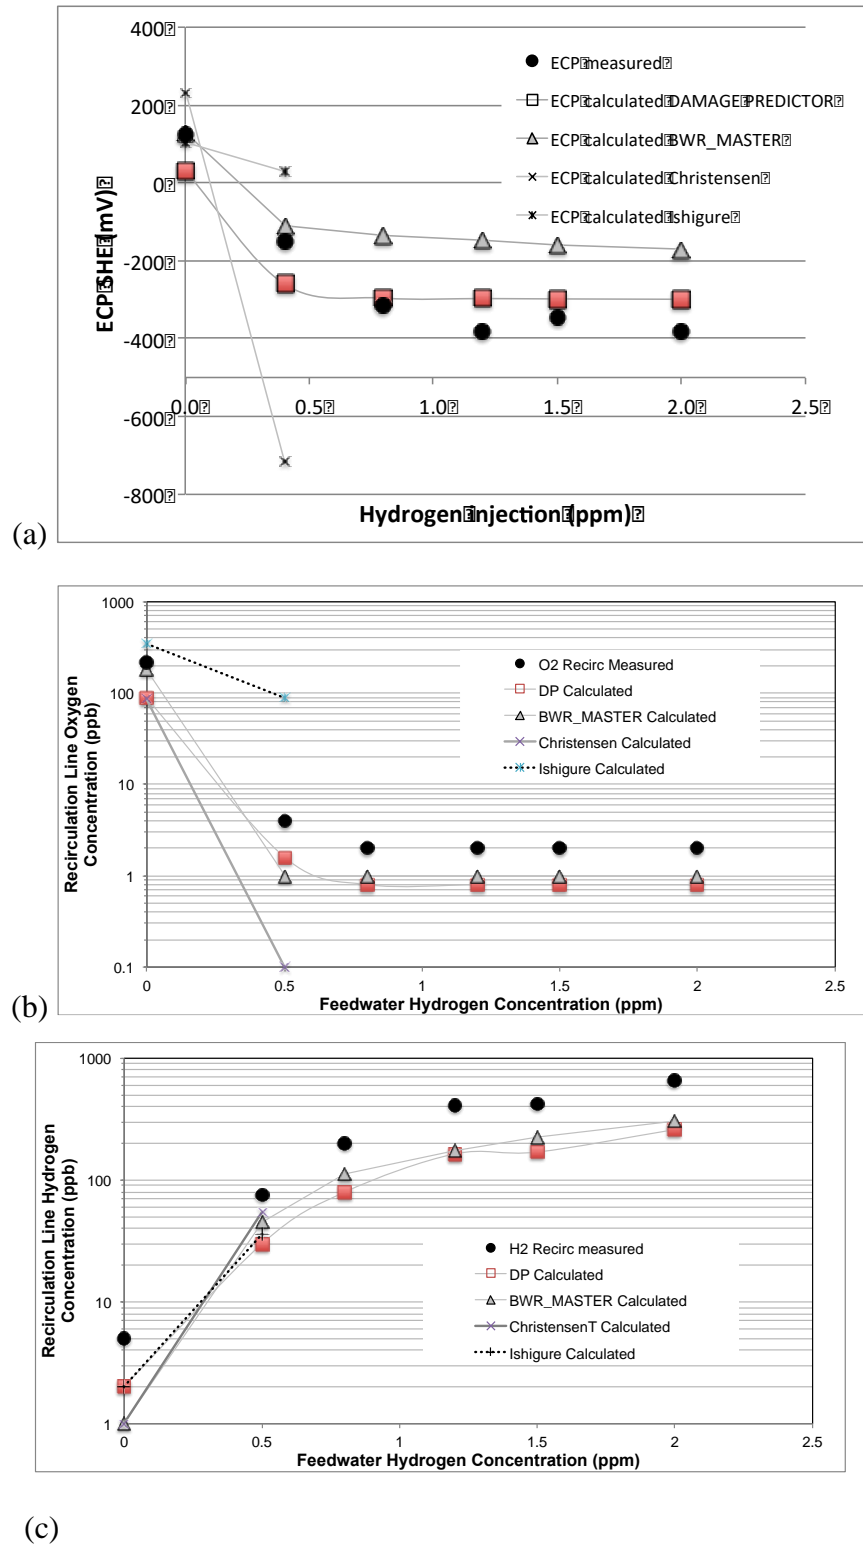 400⍰
200⍰
0⍰
-200⍰
-400⍰
-600⍰
-800⍰
ECP⍰SHE⍰(mV)⍰
ECP⍰measured⍰
ECP⍰calculated⍰DAMAGE⍰PREDICTOR⍰
ECP⍰calculated⍰BWR_MASTER⍰
ECP⍰calculated⍰Christensen⍰
ECP⍰calculated⍰Ishigure⍰
0.0⍰ 0.5⍰ 1.0⍰ 1.5⍰ 2.0⍰ 2.5⍰
Hydrogen⍰Injection⍰(ppm)⍰
(a)
1000
100
10
1
0.1
Recirculation Line Oxygen
Concentration (ppb)
O2 Recirc Measured
DP Calculated
BWR_MASTER Calculated
Christensen Calculated
Ishigure Calculated
0 0.5 1 1.5 2 2.5
Feedwater Hydrogen Concentration (ppm)
(b)
1000
100
10
1
Recirculation Line Hydrogen
Concentration (ppb)
H2 Recirc measured
DP Calculated
BWR_MASTER Calculated
ChristensenT Calculated
Ishigure Calculated
0 0.5 1 1.5 2 2.5
Feedwater Hydrogen Concentration (ppm)
(c)